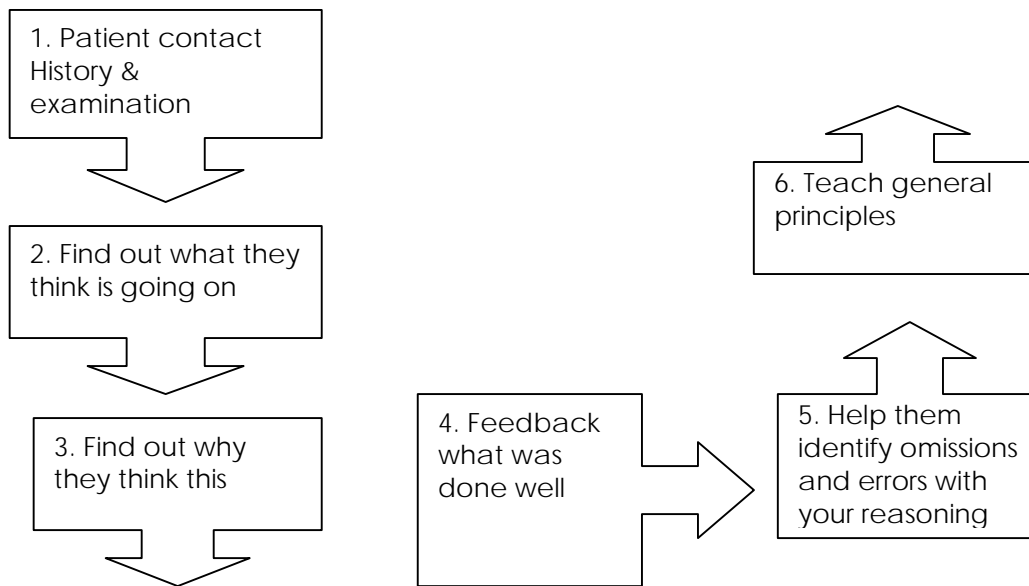 1. Patient contact
History &
examination
2. Find out what they
think is going on
3. Find out why
they think this
4. Feedback
what was
done well
5. Help them
identify omissions
and errors with
your reasoning
6. Teach general
principles